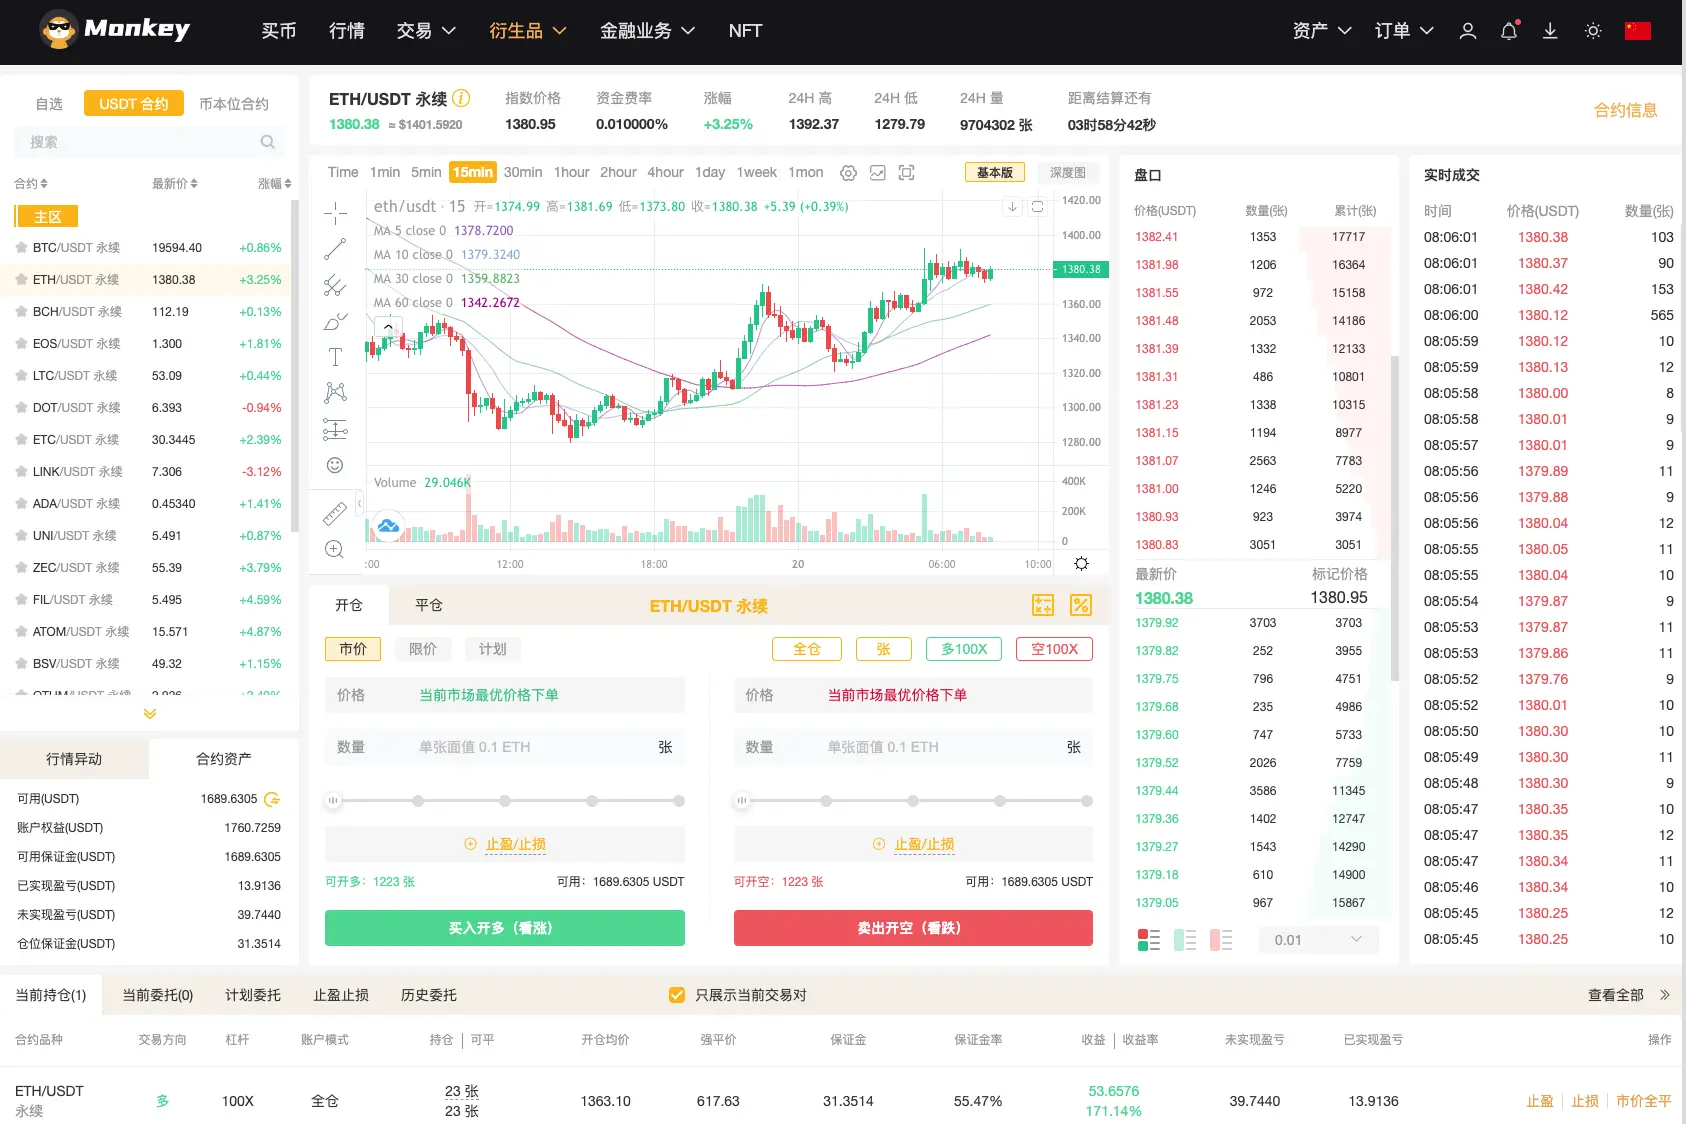 Monkey 买币 行情 交易 衍生品 金融业务 NFT 资产 订单
自选 USDT 合约 币本位合约
搜索
合约 最新价 涨幅
主区
BTC/USDT 永续 19594.40 +0.86%
ETH/USDT 永续 1380.38 +3.25%
BCH/USDT 永续 112.19 +0.13%
EOS/USDT 永续 1.300 +1.81%
LTC/USDT 永续 53.09 +0.44%
DOT/USDT 永续 6.393 -0.94%
ETC/USDT 永续 30.3445 +2.39%
LINK/USDT 永续 7.306 -3.12%
ADA/USDT 永续 0.45340 +1.41%
UNI/USDT 永续 5.491 +0.87%
ZEC/USDT 永续 55.39 +3.79%
FIL/USDT 永续 5.495 +4.59%
ATOM/USDT 永续 15.571 +4.87%
BSV/USDT 永续 49.32 +1.15%
行情异动 合约资产
可用(USDT) 1689.6305
账户权益(USDT) 1760.7259
可用保证金(USDT) 1689.6305
已实现盈亏(USDT) 13.9136
未实现盈亏(USDT) 39.7440
仓位保证金(USDT) 31.3514
ETH/USDT 永续 指数价格 资金费率 涨幅 24H 高 24H 低 24H 量 距离结算还有
1380.38 ≈ $1401.5920 1380.95 0.010000% +3.25% 1392.37 1279.79 9704302 张 03时58分42秒
合约信息
Time 1min 5min 15min 30min 1hour 2hour 4hour 1day 1week 1mon 基本版 深度图
eth/usdt · 15 开=1374.99 高=1381.69 低=1373.80 收=1380.38 +5.39 (+0.39%)
MA 5 close 0 1378.7200
MA 10 close 0 1379.3240
MA 30 close 0 1359.8823
MA 60 close 0 1342.2672
1420.00
1400.00
1380.38
1360.00
1340.00
1320.00
1300.00
1280.00
Volume 29.046K
400K
200K
0
:00 12:00 18:00 20 06:00 10:00
开仓 平仓 ETH/USDT 永续
市价 限价 计划 全仓 张 多100X 空100X
价格 当前市场最优价格下单
数量 单张面值 0.1 ETH 张
止盈/止损
可开多：1223 张 可用：1689.6305 USDT
买入开多（看涨）
价格 当前市场最优价格下单
数量 单张面值 0.1 ETH 张
止盈/止损
可开空：1223 张 可用：1689.6305 USDT
卖出开空（看跌）
盘口
价格(USDT) 数量(张) 累计(张)
1382.41 1353 17717
1381.98 1206 16364
1381.55 972 15158
1381.48 2053 14186
1381.39 1332 12133
1381.31 486 10801
1381.23 1338 10315
1381.15 1194 8977
1381.07 2563 7783
1381.00 1246 5220
1380.93 923 3974
1380.83 3051 3051
最新价 标记价格
1380.38 1380.95
1379.92 3703 3703
1379.82 252 3955
1379.75 796 4751
1379.68 235 4986
1379.60 747 5733
1379.52 2026 7759
1379.44 3586 11345
1379.36 1402 12747
1379.27 1543 14290
1379.18 610 14900
1379.05 967 15867
0.01
实时成交
时间 价格(USDT) 数量(张)
08:06:01 1380.38 103
08:06:01 1380.37 90
08:06:01 1380.42 153
08:06:00 1380.12 565
08:05:59 1380.12 10
08:05:59 1380.13 12
08:05:58 1380.00 8
08:05:58 1380.01 9
08:05:57 1380.01 9
08:05:56 1379.89 11
08:05:56 1379.88 9
08:05:56 1380.04 12
08:05:55 1380.05 11
08:05:55 1380.04 10
08:05:54 1379.87 9
08:05:53 1379.87 11
08:05:53 1379.86 11
08:05:52 1379.76 9
08:05:52 1380.01 10
08:05:50 1380.30 10
08:05:49 1380.30 11
08:05:48 1380.30 9
08:05:47 1380.35 10
08:05:47 1380.35 12
08:05:47 1380.34 11
08:05:46 1380.34 10
08:05:45 1380.25 12
08:05:45 1380.25 10
当前持仓(1) 当前委托(0) 计划委托 止盈止损 历史委托 只展示当前交易对 查看全部
合约品种 交易方向 杠杆 账户模式 持仓 | 可平 开仓均价 强平价 保证金 保证金率 收益 | 收益率 未实现盈亏 已实现盈亏 操作
ETH/USDT 永续 多 100X 全仓 23 张 23 张 1363.10 617.63 31.3514 55.47% 53.6576 171.14% 39.7440 13.9136 止盈 | 止损 | 市价全平